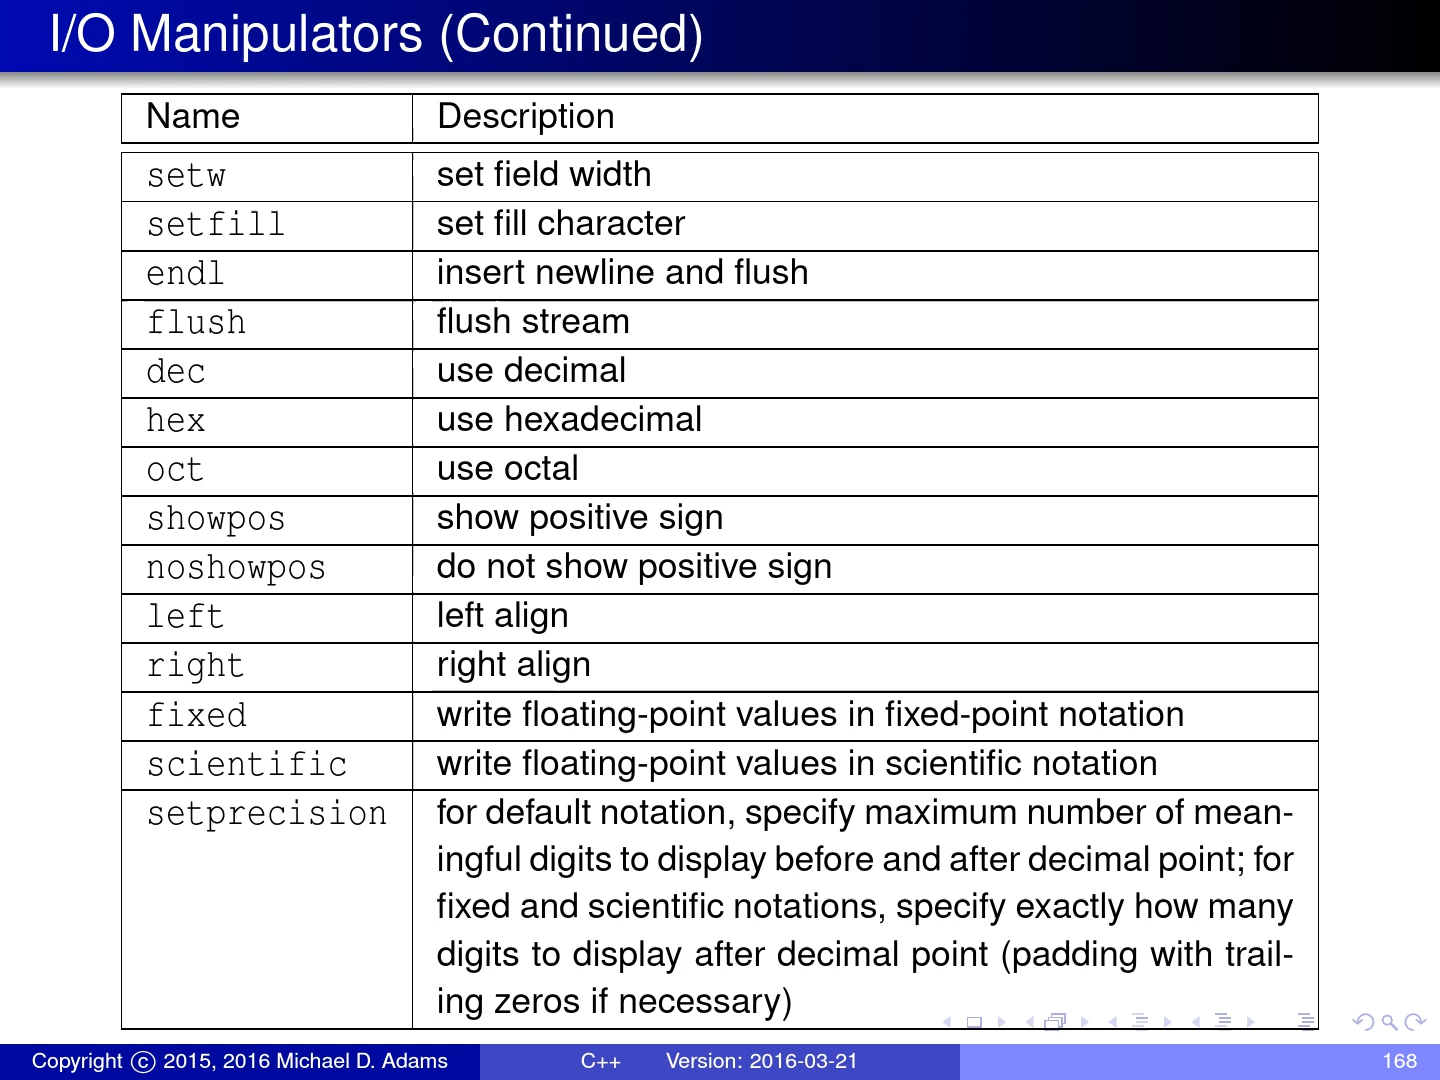 I/O Manipulators (Continued)
Name Description
setw set field width
setfill set fill character
endl insert newline and flush
flush flush stream
dec use decimal
hex use hexadecimal
oct use octal
showpos show positive sign
noshowpos do not show positive sign
left left align
right right align
fixed write floating-point values in fixed-point notation
scientific write floating-point values in scientific notation
setprecision for default notation, specify maximum number of mean-
ingful digits to display before and after decimal point; for
fixed and scientific notations, specify exactly how many
digits to display after decimal point (padding with trail-
ing zeros if necessary)
Copyright © 2015, 2016 Michael D. Adams C++ Version: 2016-03-21 168